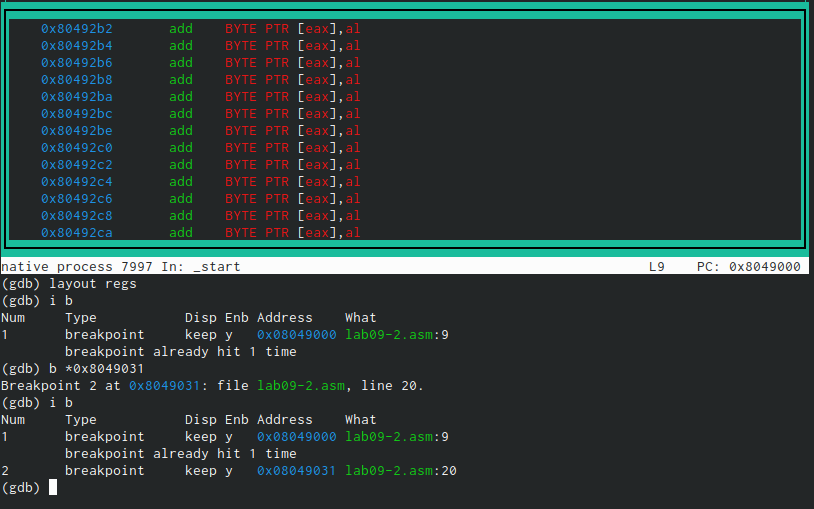 0x80492b2 add BYTE PTR [eax],al
0x80492b4 add BYTE PTR [eax],al
0x80492b6 add BYTE PTR [eax],al
0x80492b8 add BYTE PTR [eax],al
0x80492ba add BYTE PTR [eax],al
0x80492bc add BYTE PTR [eax],al
0x80492be add BYTE PTR [eax],al
0x80492c0 add BYTE PTR [eax],al
0x80492c2 add BYTE PTR [eax],al
0x80492c4 add BYTE PTR [eax],al
0x80492c6 add BYTE PTR [eax],al
0x80492c8 add BYTE PTR [eax],al
0x80492ca add BYTE PTR [eax],al
native process 7997 In: _start L9 PC: 0x8049000
(gdb) layout regs
(gdb) i b
Num Type Disp Enb Address What
1 breakpoint keep y 0x08049000 lab09-2.asm:9
breakpoint already hit 1 time
(gdb) b *0x8049031
Breakpoint 2 at 0x8049031: file lab09-2.asm, line 20.
(gdb) i b
Num Type Disp Enb Address What
1 breakpoint keep y 0x08049000 lab09-2.asm:9
breakpoint already hit 1 time
2 breakpoint keep y 0x08049031 lab09-2.asm:20
(gdb)